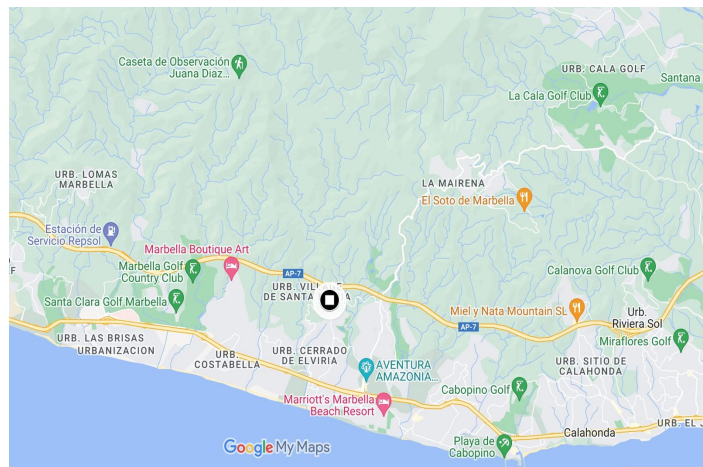 Caseta de Observación
Juana Diaz...
URB. CALA GOLF
Santana
La Cala Golf Club
URB. LOMAS
MARBELLA
LA MAIRENA
El Soto de Marbella
Estación de
Servicio Repsol
Marbella Boutique Art
F
Marbella Golf
Country Club
AP-7
Calanova Golf Club
URB.
DE SANTA
Santa Clara Golf Marbella
Miel y Nata Mountain SL
Urb.
Riviera Sol
AP-7
URB. LAS BRISAS
URBANIZACION
Miraflores Golf
URB.
COSTABELLA
URB. CERRADO
DE ELVIRIA
AVENTURA
AMAZONIA...
URB. SITIO DE
CALAHONDA
Cabopino Golf
Marriott's Marbella
Beach Resort
URB. EL J
Calahonda
Playa de
Cabopino
Google My Maps